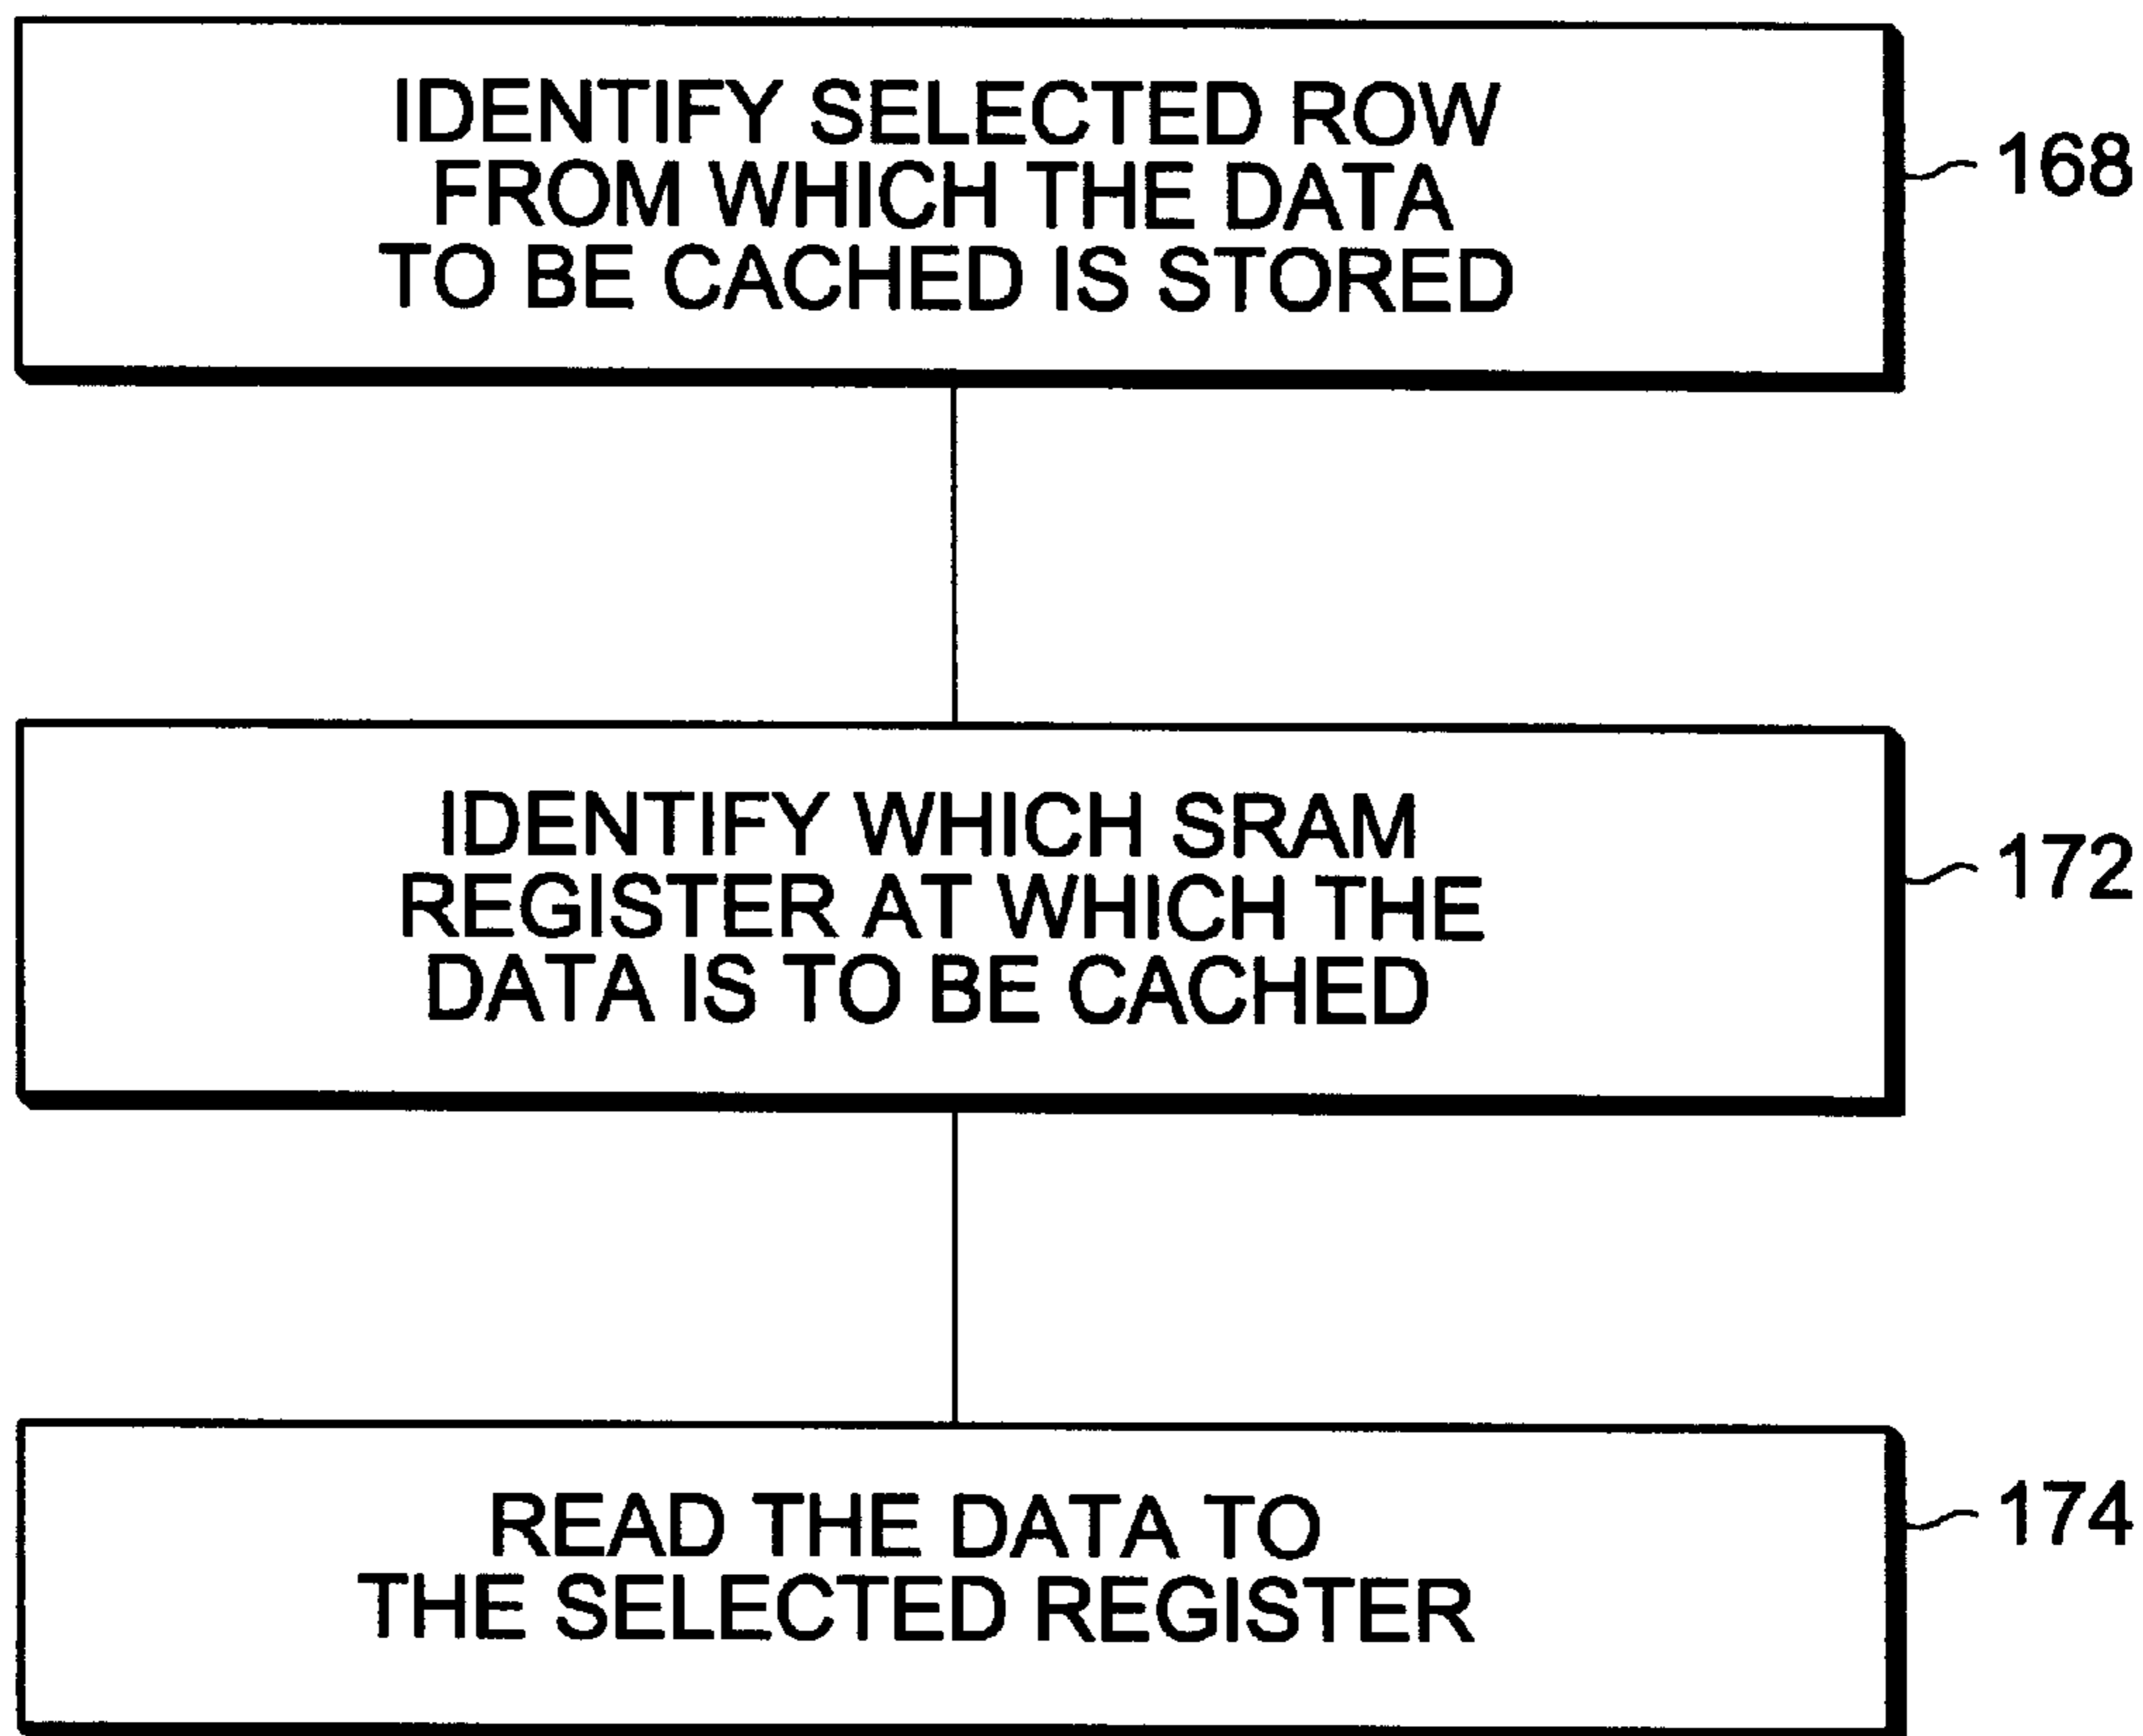 IDENTIFY SELECTED ROW
FROM WHICH THE DATA
TO BE CACHED IS STORED
168
IDENTIFY WHICH SRAM
REGISTER AT WHICH THE
DATA IS TO BE CACHED
172
READ THE DATA TO
THE SELECTED REGISTER
174